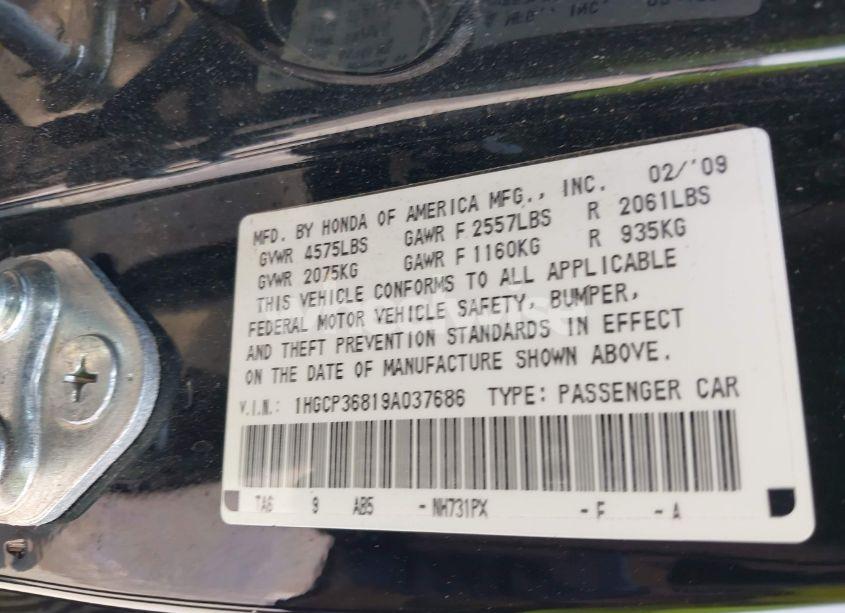 INC.
MFD. BY HONDA OF AMERICA MFG., INC. 02/'09
GVWR 4575LBS GAWR F 2557LBS R 2061LBS
GVWR 2075KG GAWR F 1160KG R 935KG
THIS VEHICLE CONFORMS TO ALL APPLICABLE
FEDERAL MOTOR VEHICLE SAFETY, BUMPER,
AND THEFT PREVENTION STANDARDS IN EFFECT
ON THE DATE OF MANUFACTURE SHOWN ABOVE.
V.I.N.: 1HGCP36819A037686 TYPE: PASSENGER CAR
TA6 9 AB5 - NH731PX - F - A